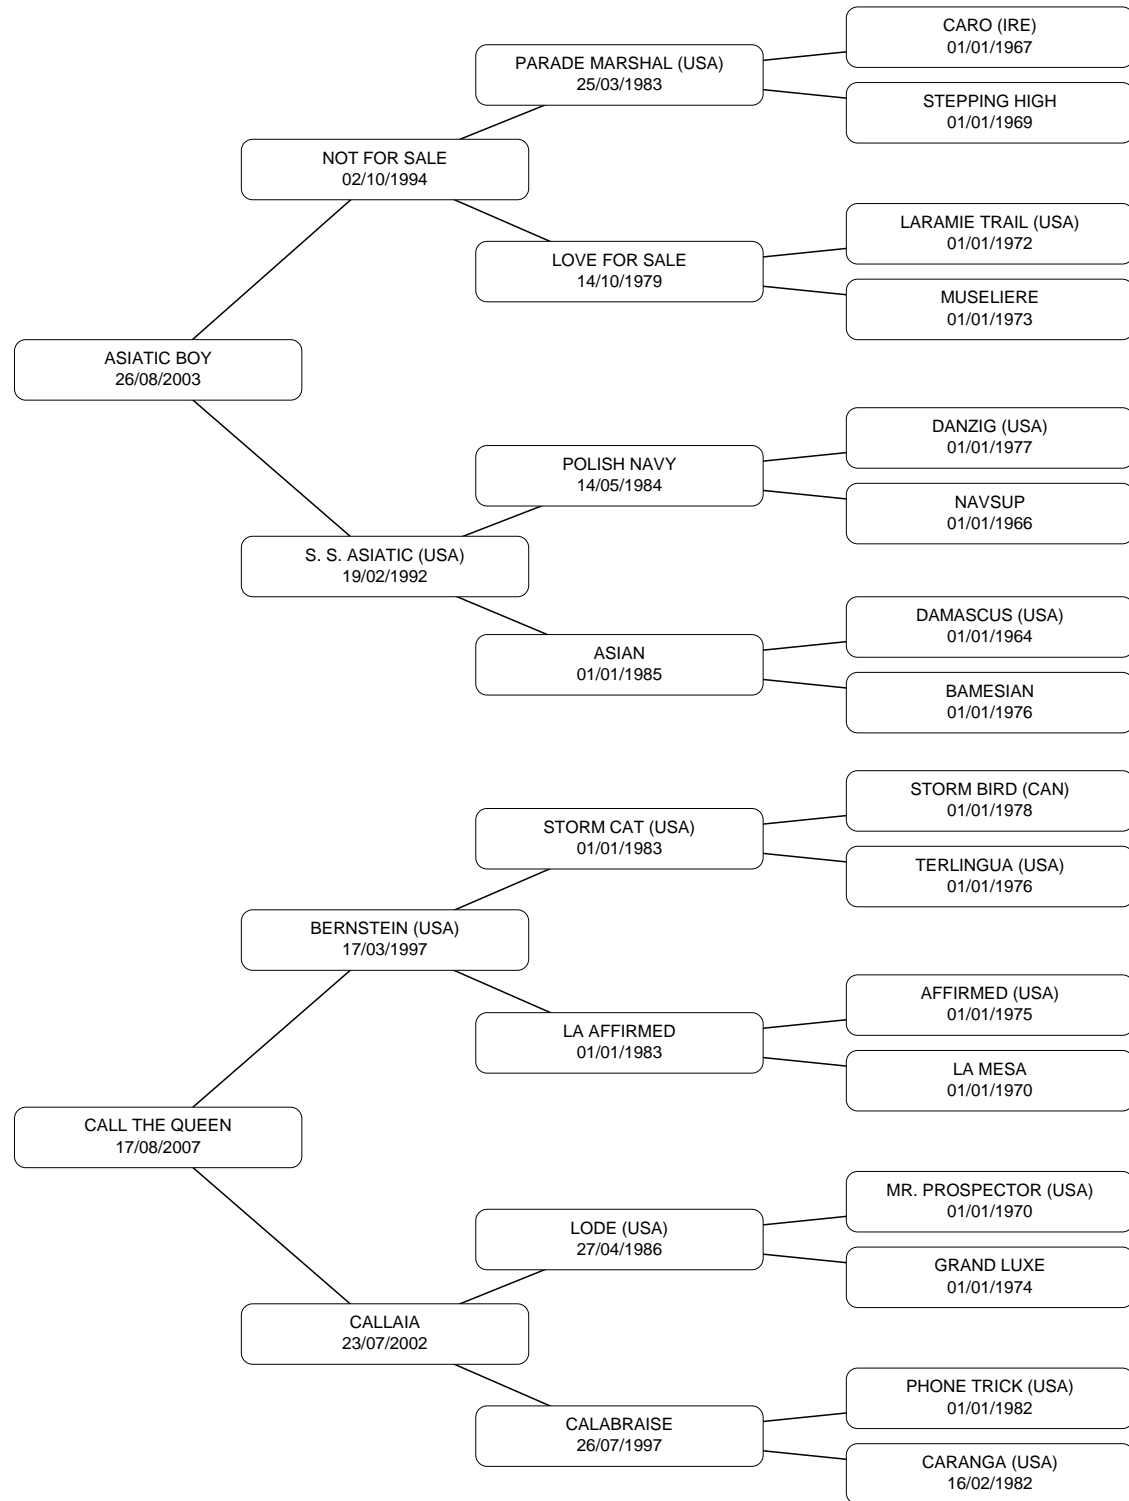 CARO (IRE)
01/01/1967
PARADE MARSHAL (USA)
25/03/1983
STEPPING HIGH
01/01/1969
NOT FOR SALE
02/10/1994
LARAMIE TRAIL (USA)
01/01/1972
LOVE FOR SALE
14/10/1979
MUSELIERE
01/01/1973
ASIATIC BOY
26/08/2003
DANZIG (USA)
01/01/1977
POLISH NAVY
14/05/1984
NAVSUP
01/01/1966
S. S. ASIATIC (USA)
19/02/1992
DAMASCUS (USA)
01/01/1964
ASIAN
01/01/1985
BAMESIAN
01/01/1976
STORM BIRD (CAN)
01/01/1978
STORM CAT (USA)
01/01/1983
TERLINGUA (USA)
01/01/1976
BERNSTEIN (USA)
17/03/1997
AFFIRMED (USA)
01/01/1975
LA AFFIRMED
01/01/1983
LA MESA
01/01/1970
CALL THE QUEEN
17/08/2007
MR. PROSPECTOR (USA)
01/01/1970
LODE (USA)
27/04/1986
GRAND LUXE
01/01/1974
CALLAIA
23/07/2002
PHONE TRICK (USA)
01/01/1982
CALABRAISE
26/07/1997
CARANGA (USA)
16/02/1982